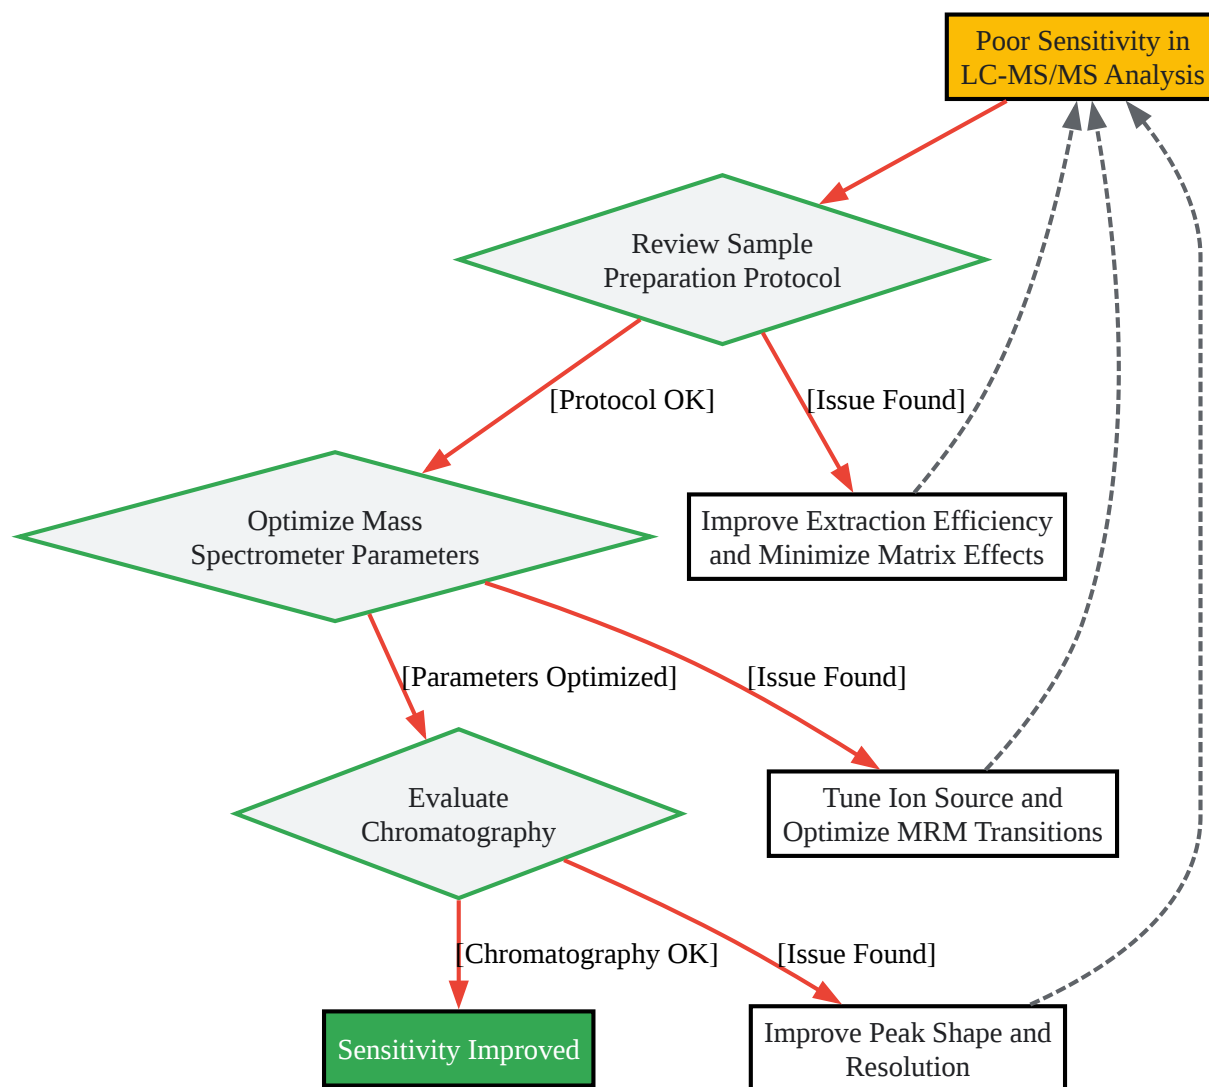 Poor Sensitivity in
LC-MS/MS Analysis
Review Sample
Preparation Protocol
[Protocol OK]
[Issue Found]
Optimize Mass
Spectrometer Parameters
Improve Extraction Efficiency
and Minimize Matrix Effects
[Parameters Optimized]
[Issue Found]
Evaluate
Chromatography
Tune Ion Source and
Optimize MRM Transitions
[Chromatography OK]
[Issue Found]
Sensitivity Improved
Improve Peak Shape and
Resolution